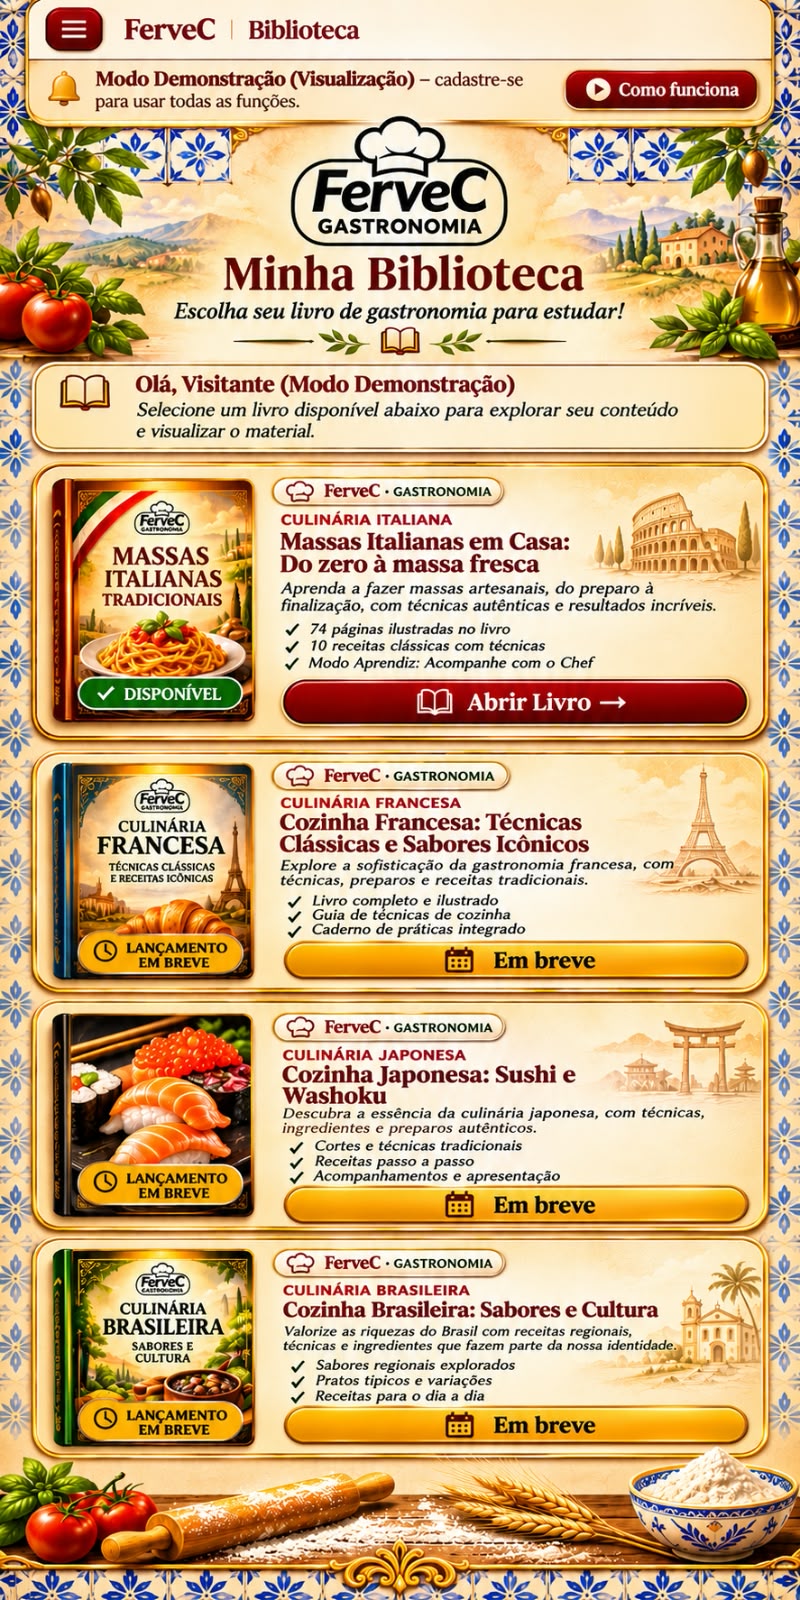 FerveC | Biblioteca
Modo Demonstração (Visualização) – cadastre-se
para usar todas as funções.
Como funciona
FerveC
GASTRONOMIA
Minha Biblioteca
Escolha seu livro de gastronomia para estudar!
Olá, Visitante (Modo Demonstração)
Selecione um livro disponível abaixo para explorar seu conteúdo
e visualizar o material.
FerveC
GASTRONOMIA
MASSAS
ITALIANAS
TRADICIONAIS
DISPONÍVEL
FerveC • GASTRONOMIA
CULINÁRIA ITALIANA
Massas Italianas em Casa:
Do zero à massa fresca
Aprenda a fazer massas artesanais, do preparo à
finalização, com técnicas autênticas e resultados incríveis.
74 páginas ilustradas no livro
10 receitas clássicas com técnicas
Modo Aprendiz: Acompanhe com o Chef
Abrir Livro →
FerveC
GASTRONOMIA
CULINÁRIA
FRANCESA
TÉCNICAS CLÁSSICAS
E RECEITAS ICÔNICAS
LANÇAMENTO
EM BREVE
FerveC • GASTRONOMIA
CULINÁRIA FRANCESA
Cozinha Francesa: Técnicas
Clássicas e Sabores Icônicos
Explore a sofisticação da gastronomia francesa, com
técnicas, preparos e receitas tradicionais.
Livro completo e ilustrado
Guia de técnicas de cozinha
Caderno de práticas integrado
Em breve
LANÇAMENTO
EM BREVE
FerveC • GASTRONOMIA
CULINÁRIA JAPONESA
Cozinha Japonesa: Sushi e
Washoku
Descubra a essência da culinária japonesa, com técnicas,
ingredientes e preparos autênticos.
Cortes e técnicas tradicionais
Receitas passo a passo
Acompanhamentos e apresentação
Em breve
FerveC
GASTRONOMIA
CULINÁRIA
BRASILEIRA
SABORES E
CULTURA
LANÇAMENTO
EM BREVE
FerveC • GASTRONOMIA
CULINÁRIA BRASILEIRA
Cozinha Brasileira: Sabores e Cultura
Valorize as riquezas do Brasil com receitas regionais,
técnicas e ingredientes que fazem parte da nossa identidade.
Sabores regionais explorados
Pratos típicos e variações
Receitas para o dia a dia
Em breve